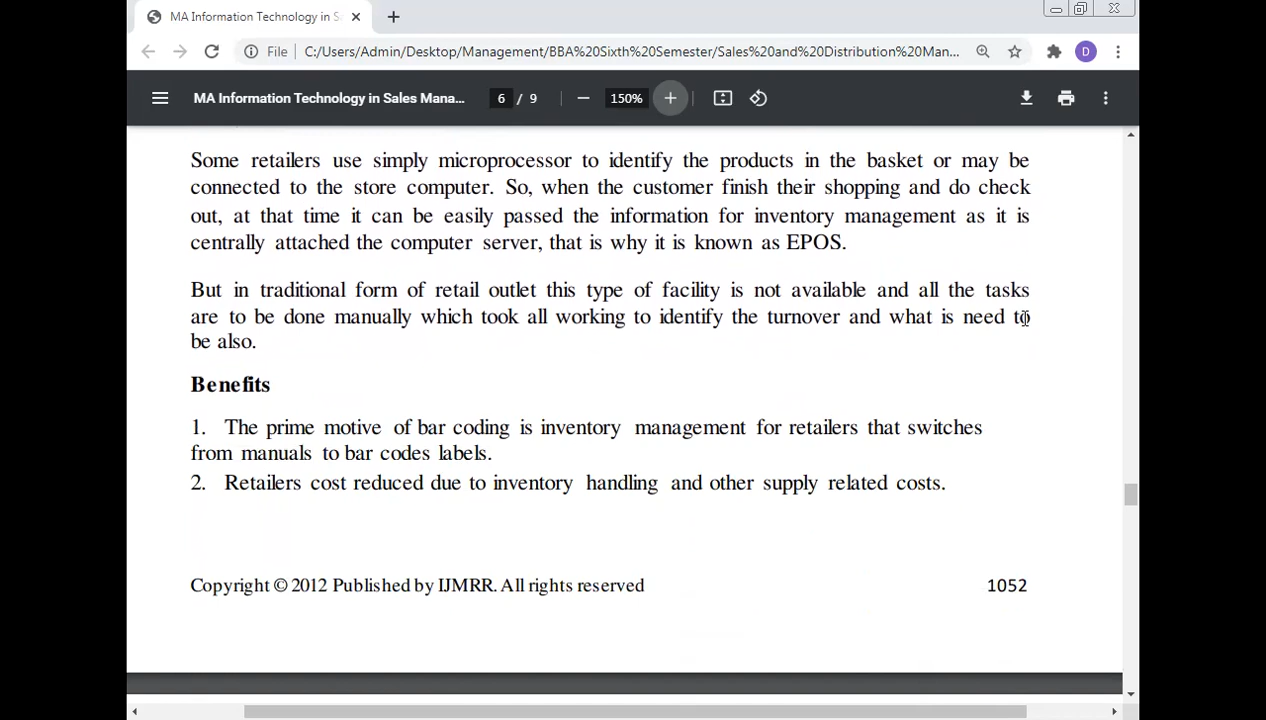 MA Information Technology in S
File
C:/Users/Admin/Desktop/Management/BBA%20Sixth%20Semester/Sales%20and%20Distribution%20Man...
D
MA Information Technology in Sales Mana...
6 / 9
150%
Some retailers use simply microprocessor to identify the products in the basket or may be
connected to the store computer. So, when the customer finish their shopping and do check
out, at that time it can be easily passed the information for inventory management as it is
centrally attached the computer server, that is why it is known as EPOS.
But in traditional form of retail outlet this type of facility is not available and all the tasks
are to be done manually which took all working to identify the turnover and what is need to
be also.
Benefits
1. The prime motive of bar coding is inventory management for retailers that switches
from manuals to bar codes labels.
2. Retailers cost reduced due to inventory handling and other supply related costs.
Copyright © 2012 Published by IJMRR. All rights reserved
1052